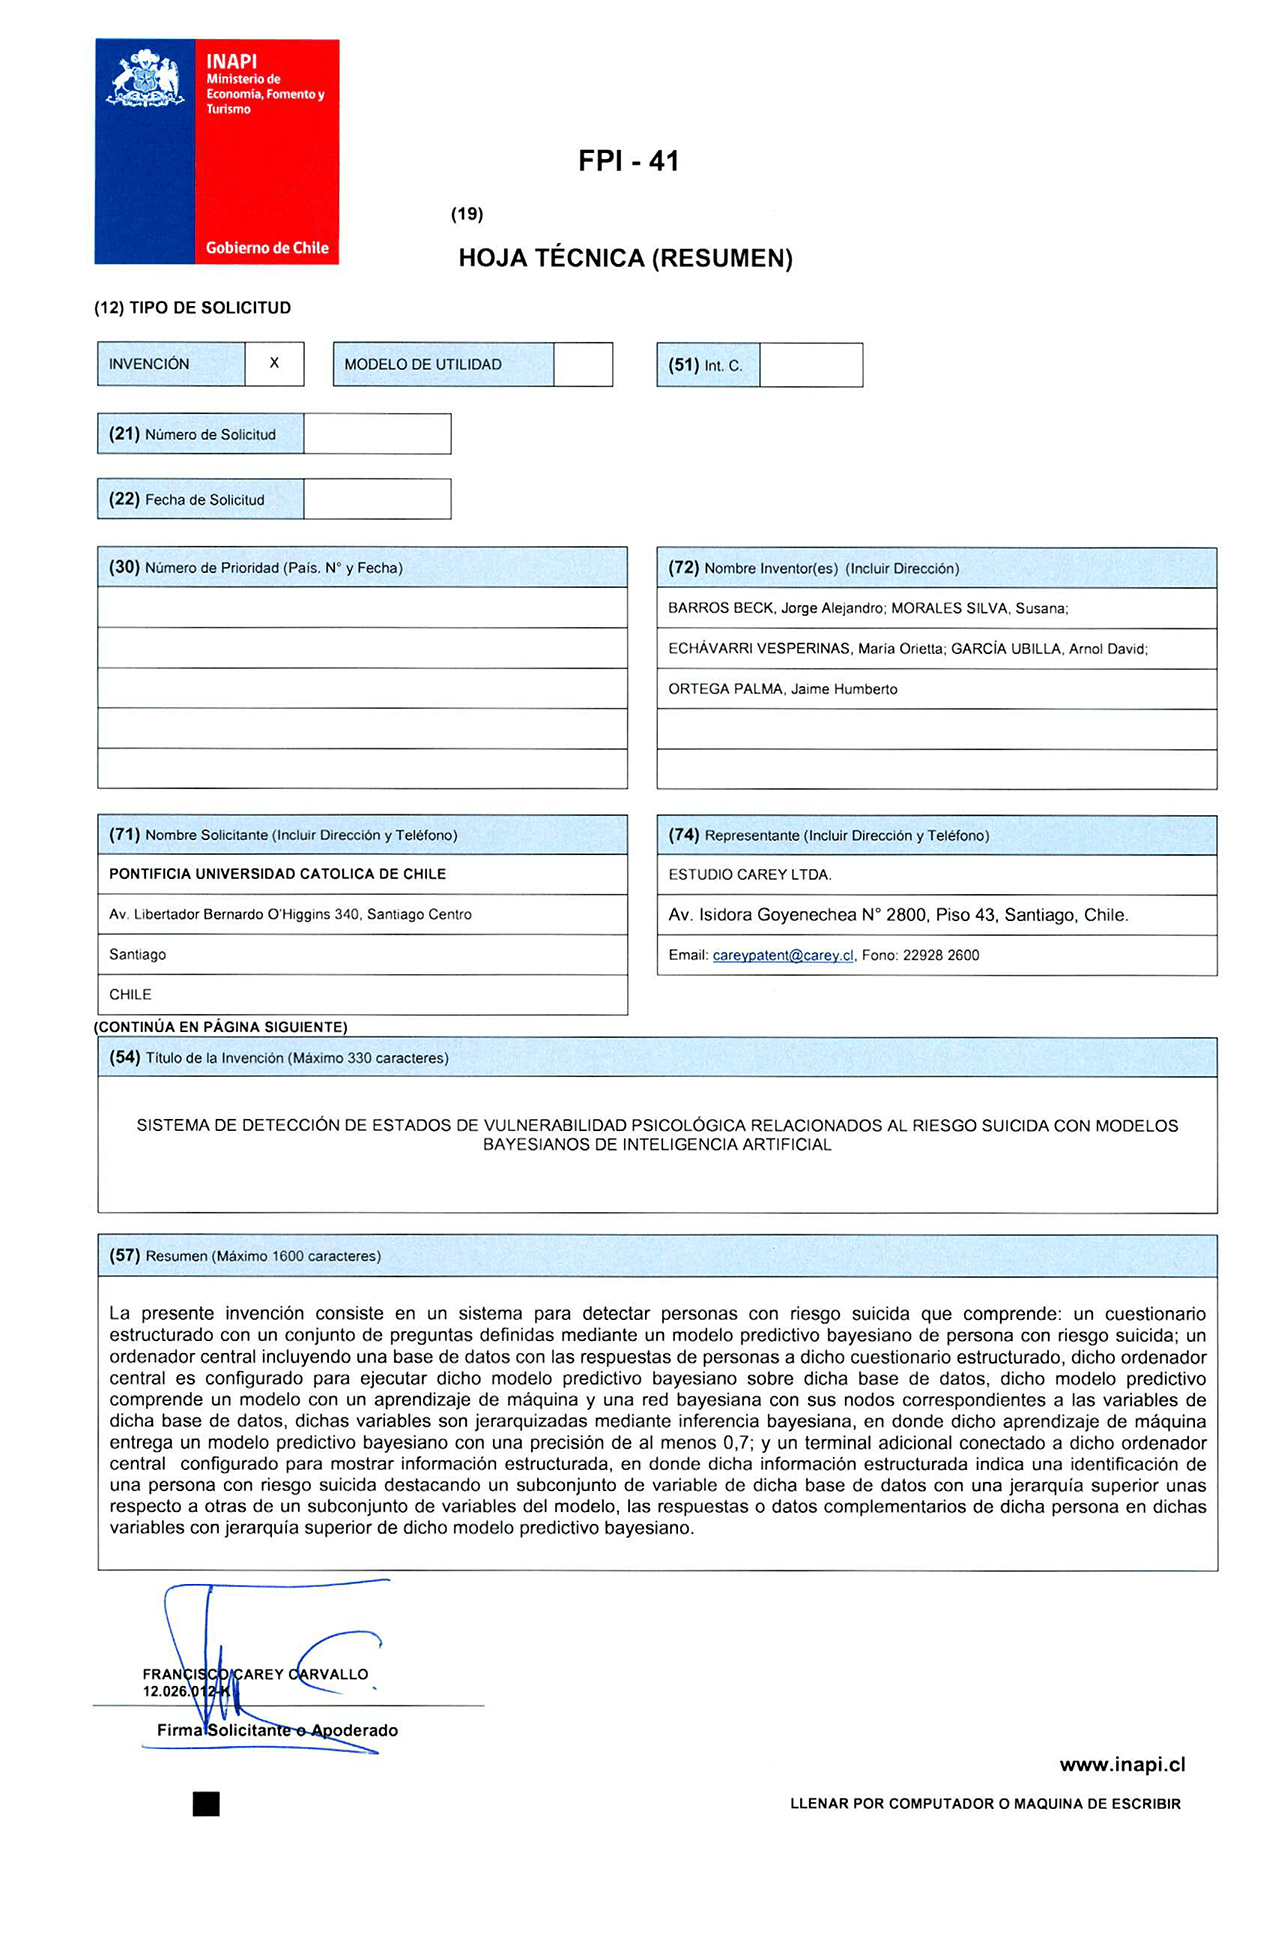 INAPI
Ministerio de
Economía, Fomento y
Turismo
Gobierno de Chile
FPI - 41
(19)
HOJA TÉCNICA (RESUMEN)
(12) TIPO DE SOLICITUD
INVENCIÓN X MODELO DE UTILIDAD (51) Int. C.
(21) Número de Solicitud
(22) Fecha de Solicitud
(30) Número de Prioridad (País. N° y Fecha)
(72) Nombre Inventor(es) (Incluir Dirección)
BARROS BECK, Jorge Alejandro; MORALES SILVA, Susana;
ECHÁVARRI VESPERINAS, María Orietta; GARCÍA UBILLA, Arnol David;
ORTEGA PALMA, Jaime Humberto
(71) Nombre Solicitante (Incluir Dirección y Teléfono)
PONTIFICIA UNIVERSIDAD CATOLICA DE CHILE
Av. Libertador Bernardo O'Higgins 340, Santiago Centro
Santiago
CHILE
(74) Representante (Incluir Dirección y Teléfono)
ESTUDIO CAREY LTDA.
Av. Isidora Goyenechea N° 2800, Piso 43, Santiago, Chile.
Email: careypatent@carey.cl, Fono: 22928 2600
(CONTINÚA EN PÁGINA SIGUIENTE)
(54) Título de la Invención (Máximo 330 caracteres)
SISTEMA DE DETECCIÓN DE ESTADOS DE VULNERABILIDAD PSICOLÓGICA RELACIONADOS AL RIESGO SUICIDA CON MODELOS
BAYESIANOS DE INTELIGENCIA ARTIFICIAL
(57) Resumen (Máximo 1600 caracteres)
La presente invención consiste en un sistema para detectar personas con riesgo suicida que comprende: un cuestionario
estructurado con un conjunto de preguntas definidas mediante un modelo predictivo bayesiano de persona con riesgo suicida; un
ordenador central incluyendo una base de datos con las respuestas de personas a dicho cuestionario estructurado, dicho ordenador
central es configurado para ejecutar dicho modelo predictivo bayesiano sobre dicha base de datos, dicho modelo predictivo
comprende un modelo con un aprendizaje de máquina y una red bayesiana con sus nodos correspondientes a las variables de
dicha base de datos, dichas variables son jerarquizadas mediante inferencia bayesiana, en donde dicho aprendizaje de máquina
entrega un modelo predictivo bayesiano con una precisión de al menos 0,7; y un terminal adicional conectado a dicho ordenador
central configurado para mostrar información estructurada, en donde dicha información estructurada indica una identificación de
una persona con riesgo suicida destacando un subconjunto de variable de dicha base de datos con una jerarquía superior unas
respecto a otras de un subconjunto de variables del modelo, las respuestas o datos complementarios de dicha persona en dichas
variables con jerarquía superior de dicho modelo predictivo bayesiano.
FRANCISCO CAREY CARVALLO
12.026.012-K
Firma Solicitante o Apoderado
www.inapi.cl
LLENAR POR COMPUTADOR O MAQUINA DE ESCRIBIR